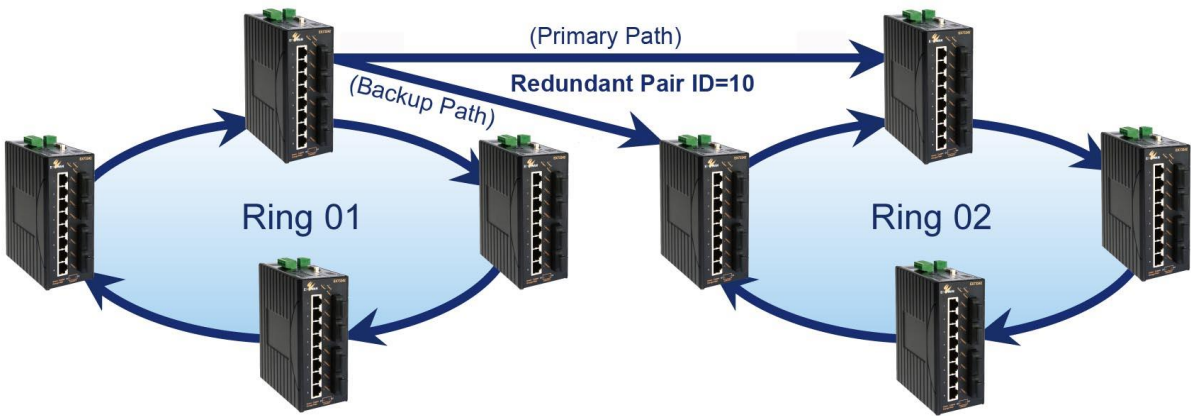 (Primary Path)
Redundant Pair ID=10
(Backup Path)
Ring 01
Ring 02